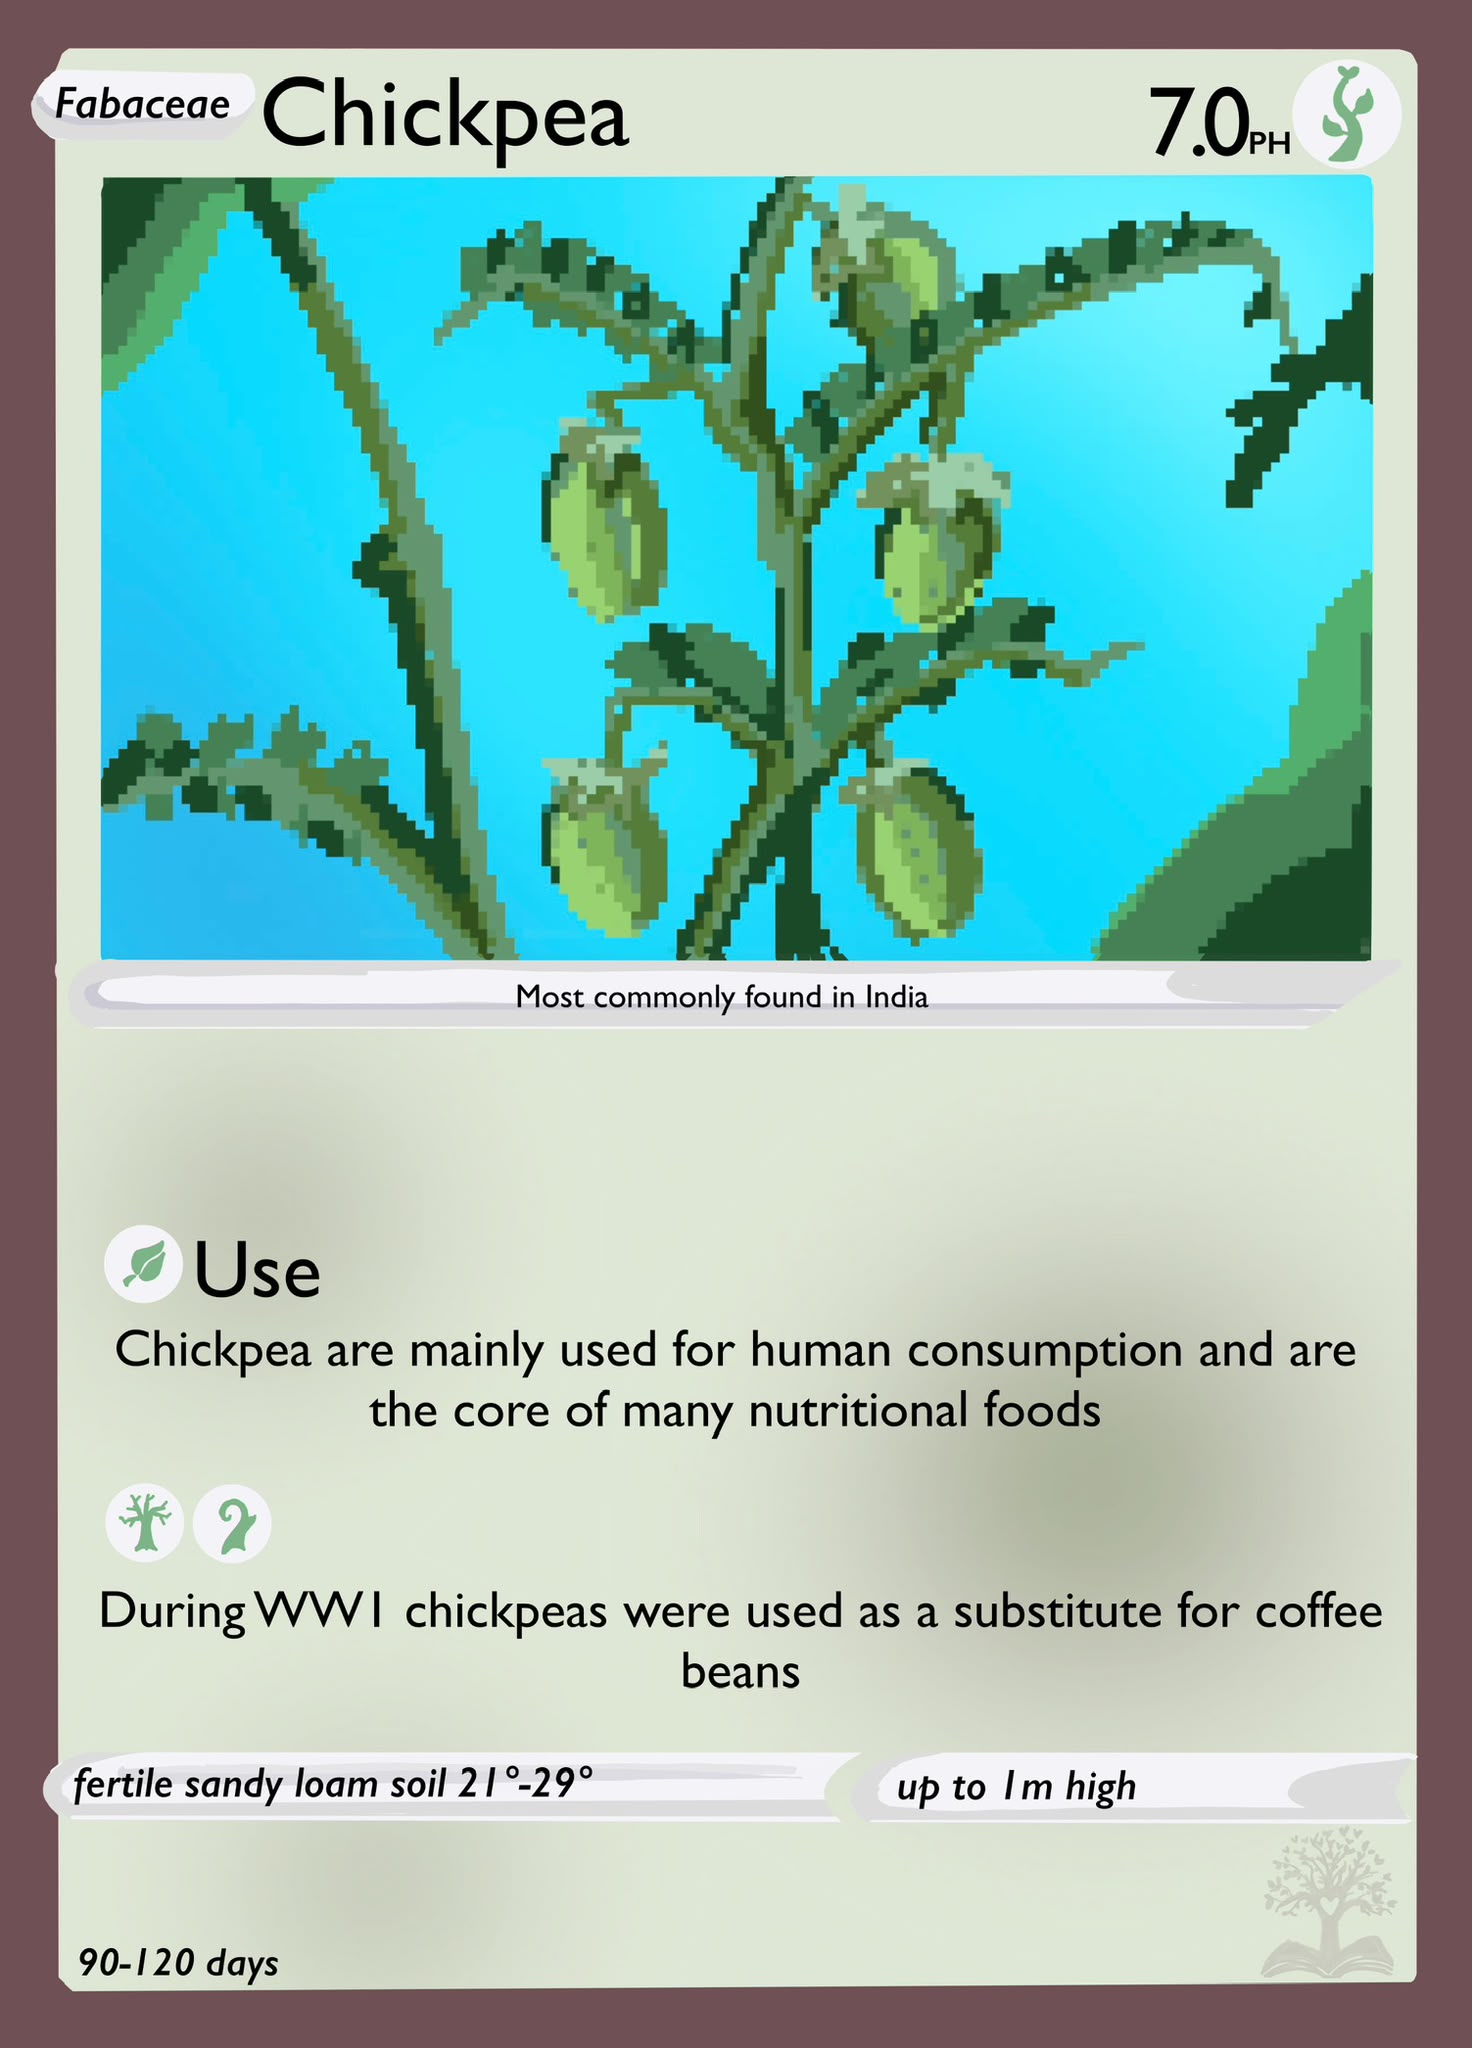 Fabaceae Chickpea 7.0PH
Most commonly found in India
Use
Chickpea are mainly used for human consumption and are
the core of many nutritional foods
During WW1 chickpeas were used as a substitute for coffee
beans
fertile sandy loam soil 21°-29° up to 1m high
90-120 days